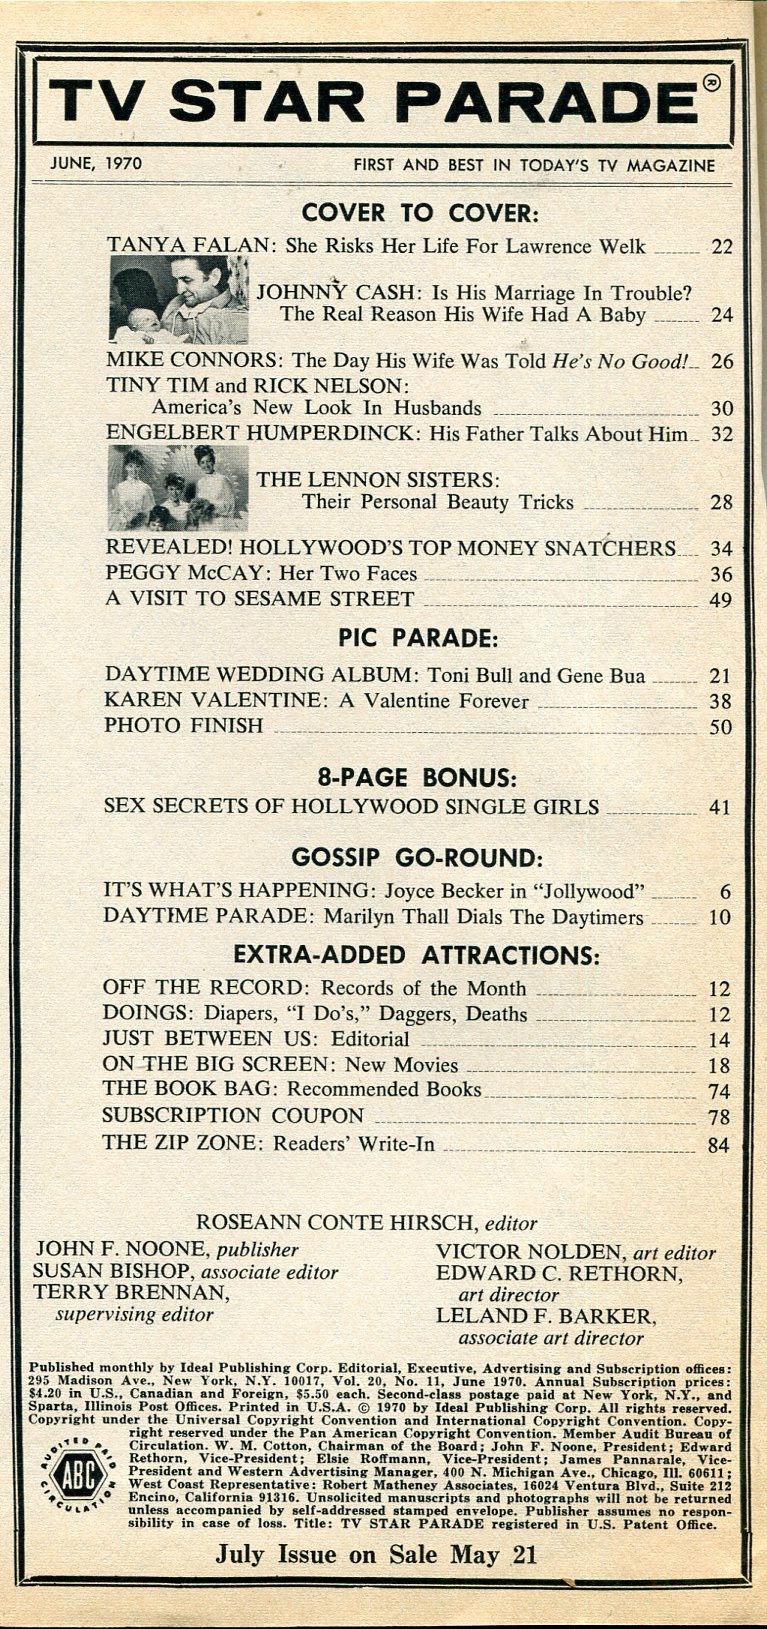 TV STAR PARADE®
JUNE, 1970 FIRST AND BEST IN TODAY'S TV MAGAZINE
COVER TO COVER:
TANYA FALAN: She Risks Her Life For Lawrence Welk 22
JOHNNY CASH: Is His Marriage In Trouble?
The Real Reason His Wife Had A Baby 24
MIKE CONNORS: The Day His Wife Was Told He's No Good! 26
TINY TIM and RICK NELSON:
America's New Look In Husbands 30
ENGELBERT HUMPERDINCK: His Father Talks About Him 32
THE LENNON SISTERS:
Their Personal Beauty Tricks 28
REVEALED! HOLLYWOOD'S TOP MONEY SNATCHERS 34
PEGGY McCAY: Her Two Faces 36
A VISIT TO SESAME STREET 49
PIC PARADE:
DAYTIME WEDDING ALBUM: Toni Bull and Gene Bua 21
KAREN VALENTINE: A Valentine Forever 38
PHOTO FINISH 50
8-PAGE BONUS:
SEX SECRETS OF HOLLYWOOD SINGLE GIRLS 41
GOSSIP GO-ROUND:
IT'S WHAT'S HAPPENING: Joyce Becker in "Jollywood" 6
DAYTIME PARADE: Marilyn Thall Dials The Daytimers 10
EXTRA-ADDED ATTRACTIONS:
OFF THE RECORD: Records of the Month 12
DOINGS: Diapers, "I Do's," Daggers, Deaths 12
JUST BETWEEN US: Editorial 14
ON THE BIG SCREEN: New Movies 18
THE BOOK BAG: Recommended Books 74
SUBSCRIPTION COUPON 78
THE ZIP ZONE: Readers' Write-In 84
ROSEANN CONTE HIRSCH, editor
JOHN F. NOONE, publisher
SUSAN BISHOP, associate editor
TERRY BRENNAN,
supervising editor
VICTOR NOLDEN, art editor
EDWARD C. RETHORN,
art director
LELAND F. BARKER,
associate art director
Published monthly by Ideal Publishing Corp. Editorial, Executive, Advertising and Subscription offices:
295 Madison Ave., New York, N.Y. 10017, Vol. 20, No. 11, June 1970. Annual Subscription prices:
$4.20 in U.S., Canadian and Foreign, $5.50 each. Second-class postage paid at New York, N.Y., and
Sparta, Illinois Post Offices. Printed in U.S.A. © 1970 by Ideal Publishing Corp. All rights reserved.
Copyright under the Universal Copyright Convention and International Copyright Convention. Copy-
right reserved under the Pan American Copyright Convention. Member Audit Bureau of
Circulation. W. M. Cotton, Chairman of the Board; John F. Noone, President; Edward
Rethorn, Vice-President; Elsie Roffmann, Vice-President; James Pannarale, Vice-
President and Western Advertising Manager, 400 N. Michigan Ave., Chicago, Ill. 60611;
West Coast Representative: Robert Matheney Associates, 16024 Ventura Blvd., Suite 212
Encino, California 91316. Unsolicited manuscripts and photographs will not be returned
unless accompanied by self-addressed stamped envelope. Publisher assumes no respon-
sibility in case of loss. Title: TV STAR PARADE registered in U.S. Patent Office.
AUDITED PAID
ABC
CIRCULATION
July Issue on Sale May 21